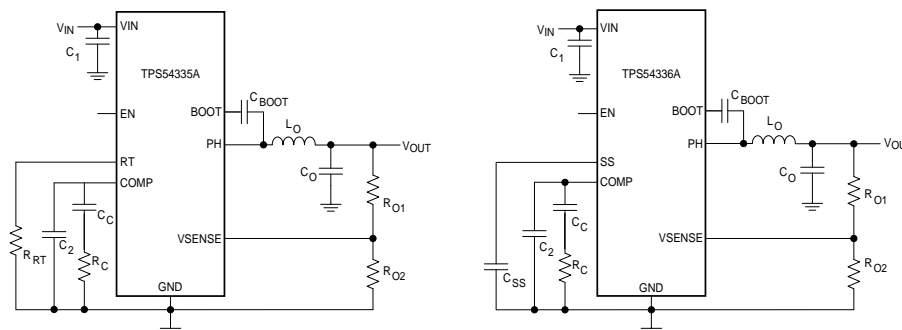 VIN
VIN
C1
TPS54335A
EN
BOOT
CBOOT
PH
LO
VOUT
CO
RT
COMP
CC
C2
RC
RRT
RO1
VSENSE
RO2
GND
VIN
VIN
C1
TPS54336A
EN
BOOT
CBOOT
PH
LO
VOU
CO
SS
COMP
CC
C2
RC
CSS
RO1
VSENSE
RO2
GND